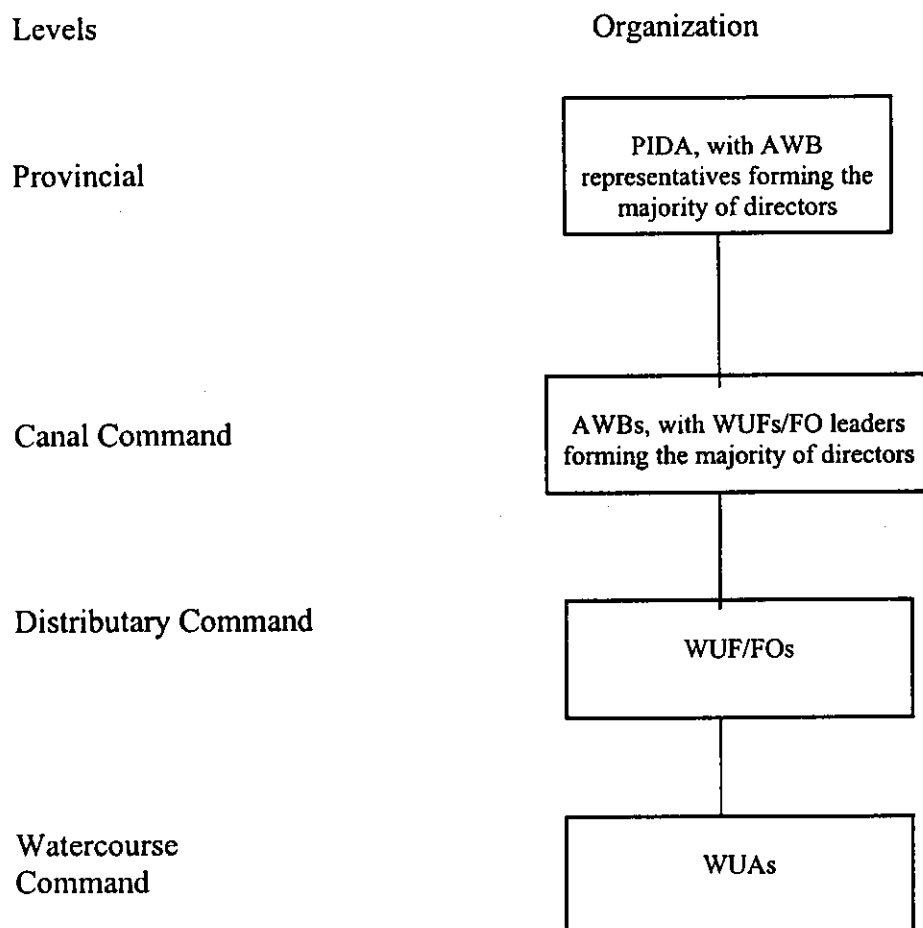 Levels
Organization
Provincial
PIDA, with AWB
representatives forming the
majority of directors
Canal Command
AWBs, with WUFs/FO leaders
forming the majority of directors
Distributary Command
WUF/FOs
Watercourse
Command
WUAs